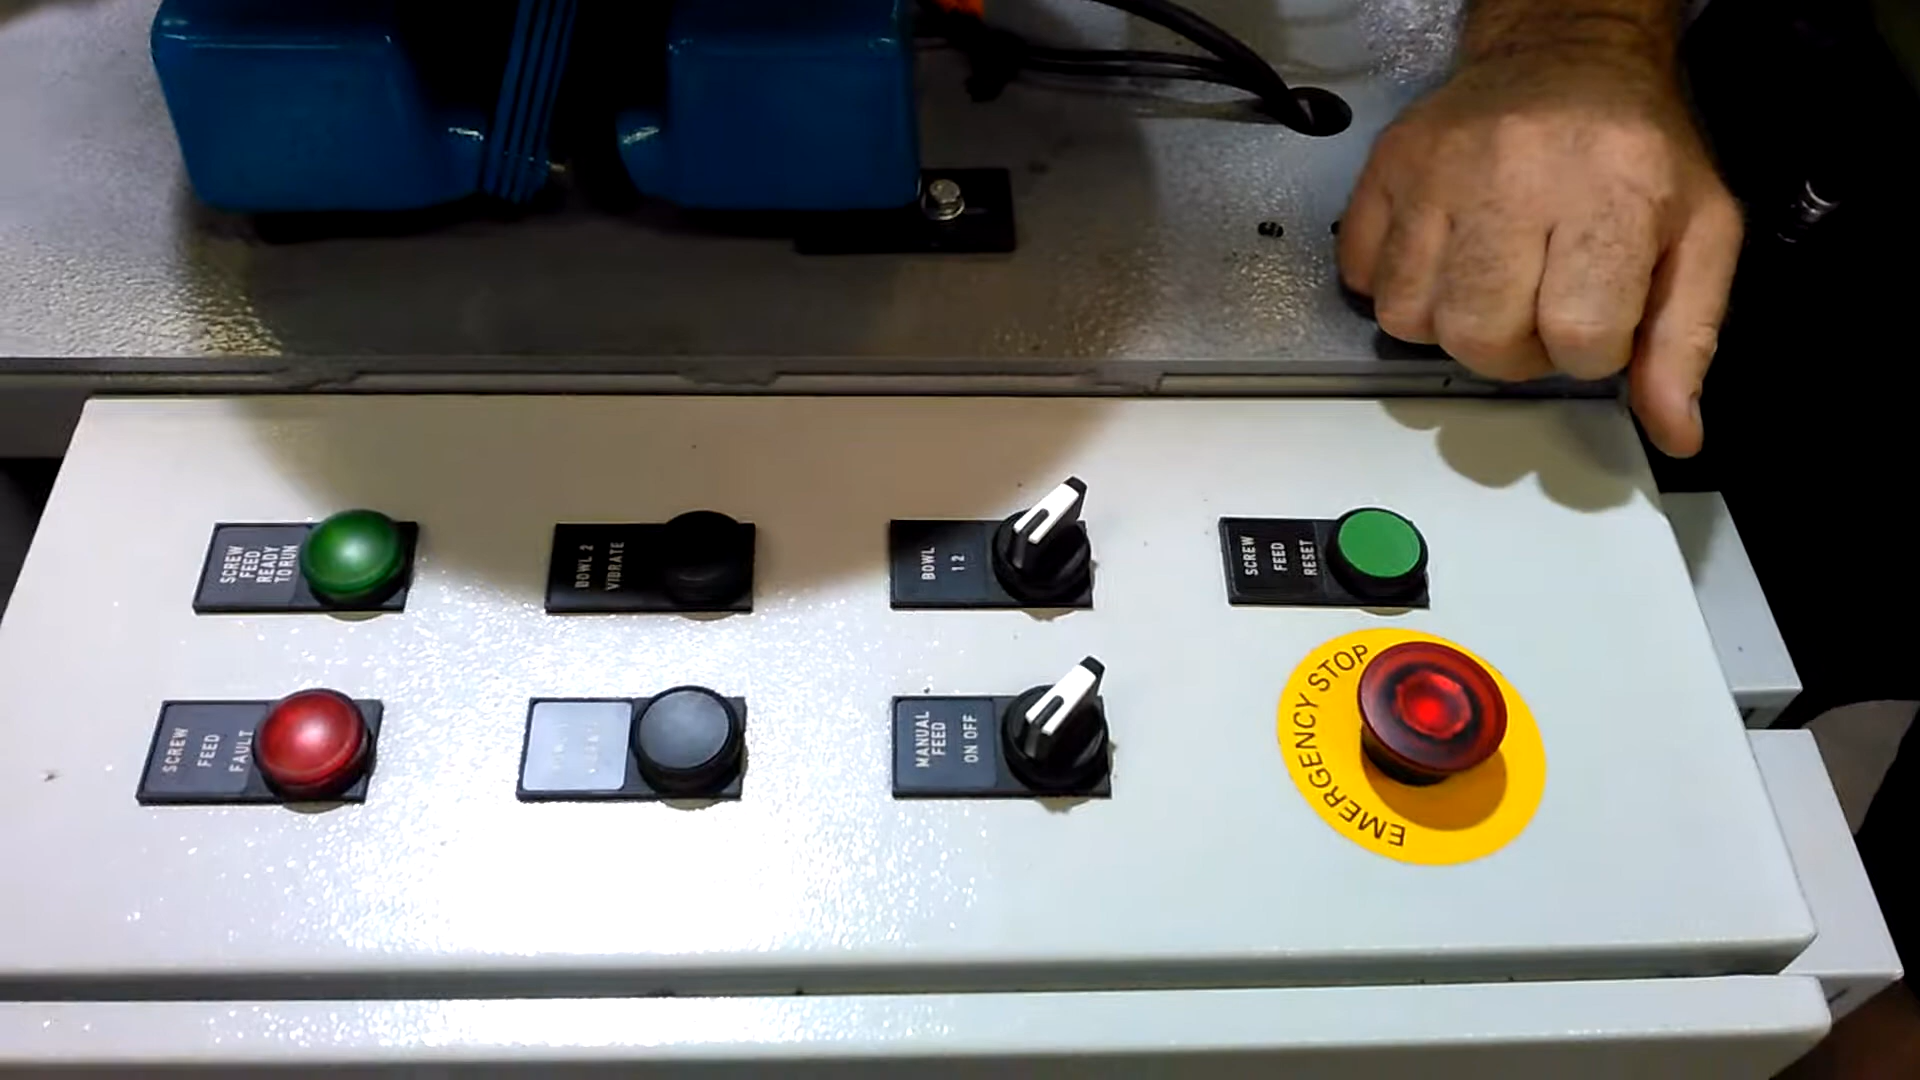 SCREW
FEED
READY
TO RUN
BOWL 2
VIBRATE
BOWL
1 2
SCREW
FEED
RESET
SCREW
FEED
FAULT
MANUAL
FEED
ON OFF
EMERGENCY STOP